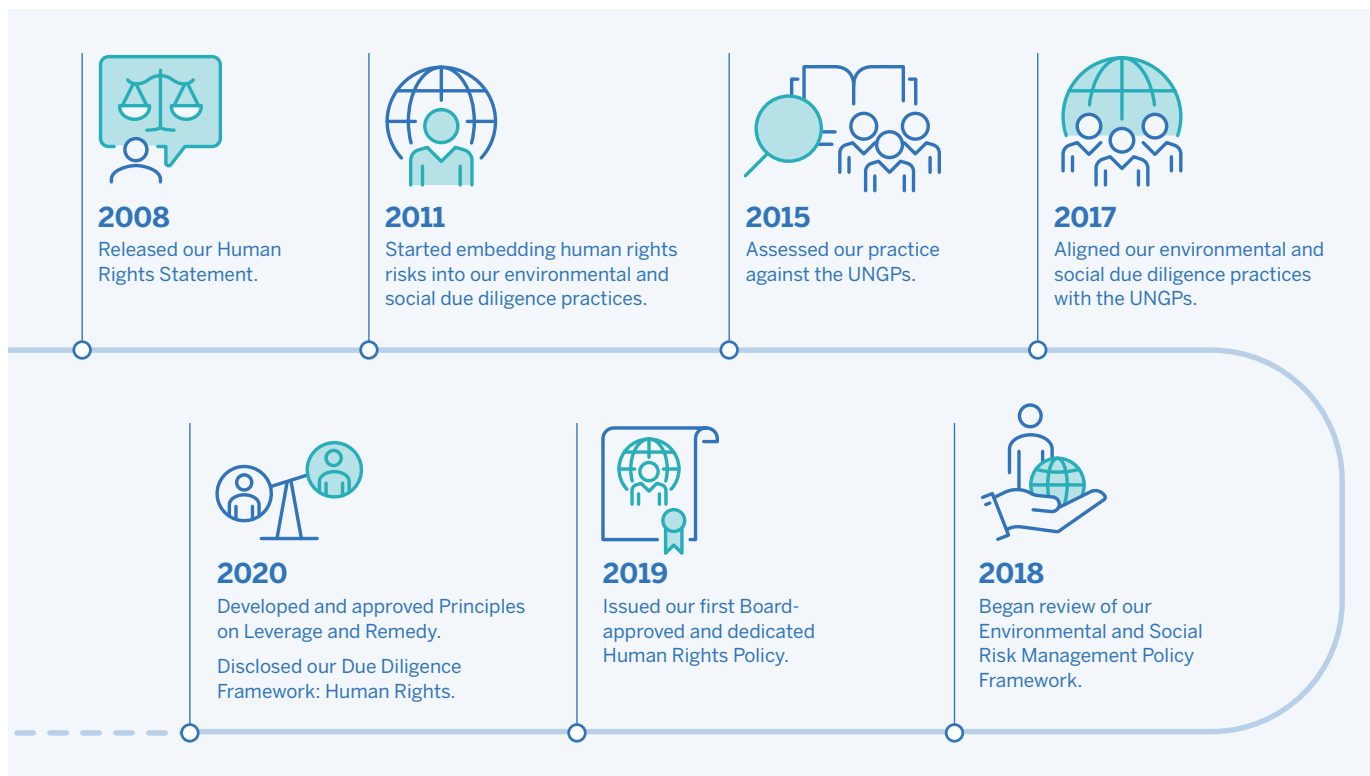 2008
Released our Human
Rights Statement.
2011
Started embedding human rights
risks into our environmental and
social due diligence practices.
2015
Assessed our practice
against the UNGPs.
2017
Aligned our environmental and
social due diligence practices
with the UNGPs.
2018
Began review of our
Environmental and Social
Risk Management Policy
Framework.
2019
Issued our first Board-
approved and dedicated
Human Rights Policy.
2020
Developed and approved Principles
on Leverage and Remedy.
Disclosed our Due Diligence
Framework: Human Rights.